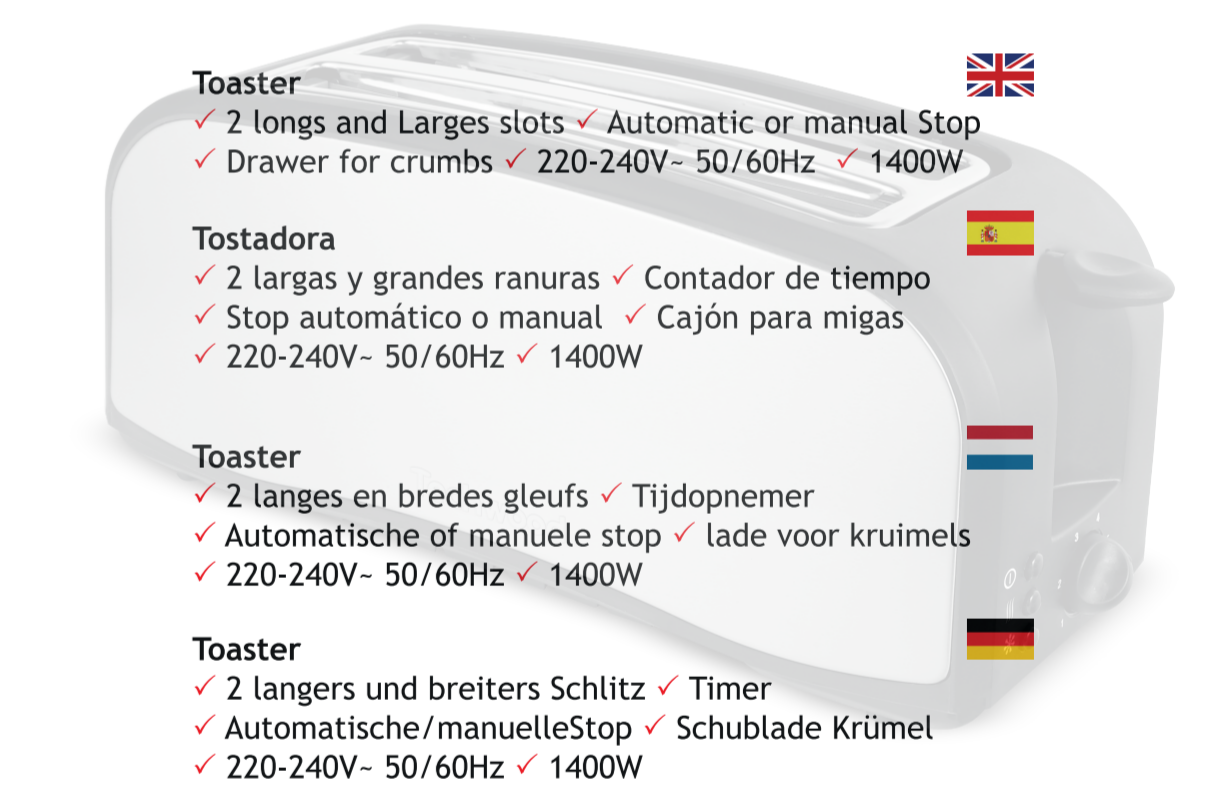 Toaster
✓ 2 longs and Larges slots ✓ Automatic or manual Stop
✓ Drawer for crumbs ✓ 220-240V~ 50/60Hz ✓ 1400W
Tostadora
✓ 2 largas y grandes ranuras ✓ Contador de tiempo
✓ Stop automático o manual ✓ Cajón para migas
✓ 220-240V~ 50/60Hz ✓ 1400W
Toaster
✓ 2 langes en bredes gleufs ✓ Tijdopnemer
✓ Automatische of manuele stop ✓ lade voor kruimels
✓ 220-240V~ 50/60Hz ✓ 1400W
Toaster
✓ 2 langers und breiters Schlitz ✓ Timer
✓ Automatische/manuelleStop ✓ Schublade Krümel
✓ 220-240V~ 50/60Hz ✓ 1400W